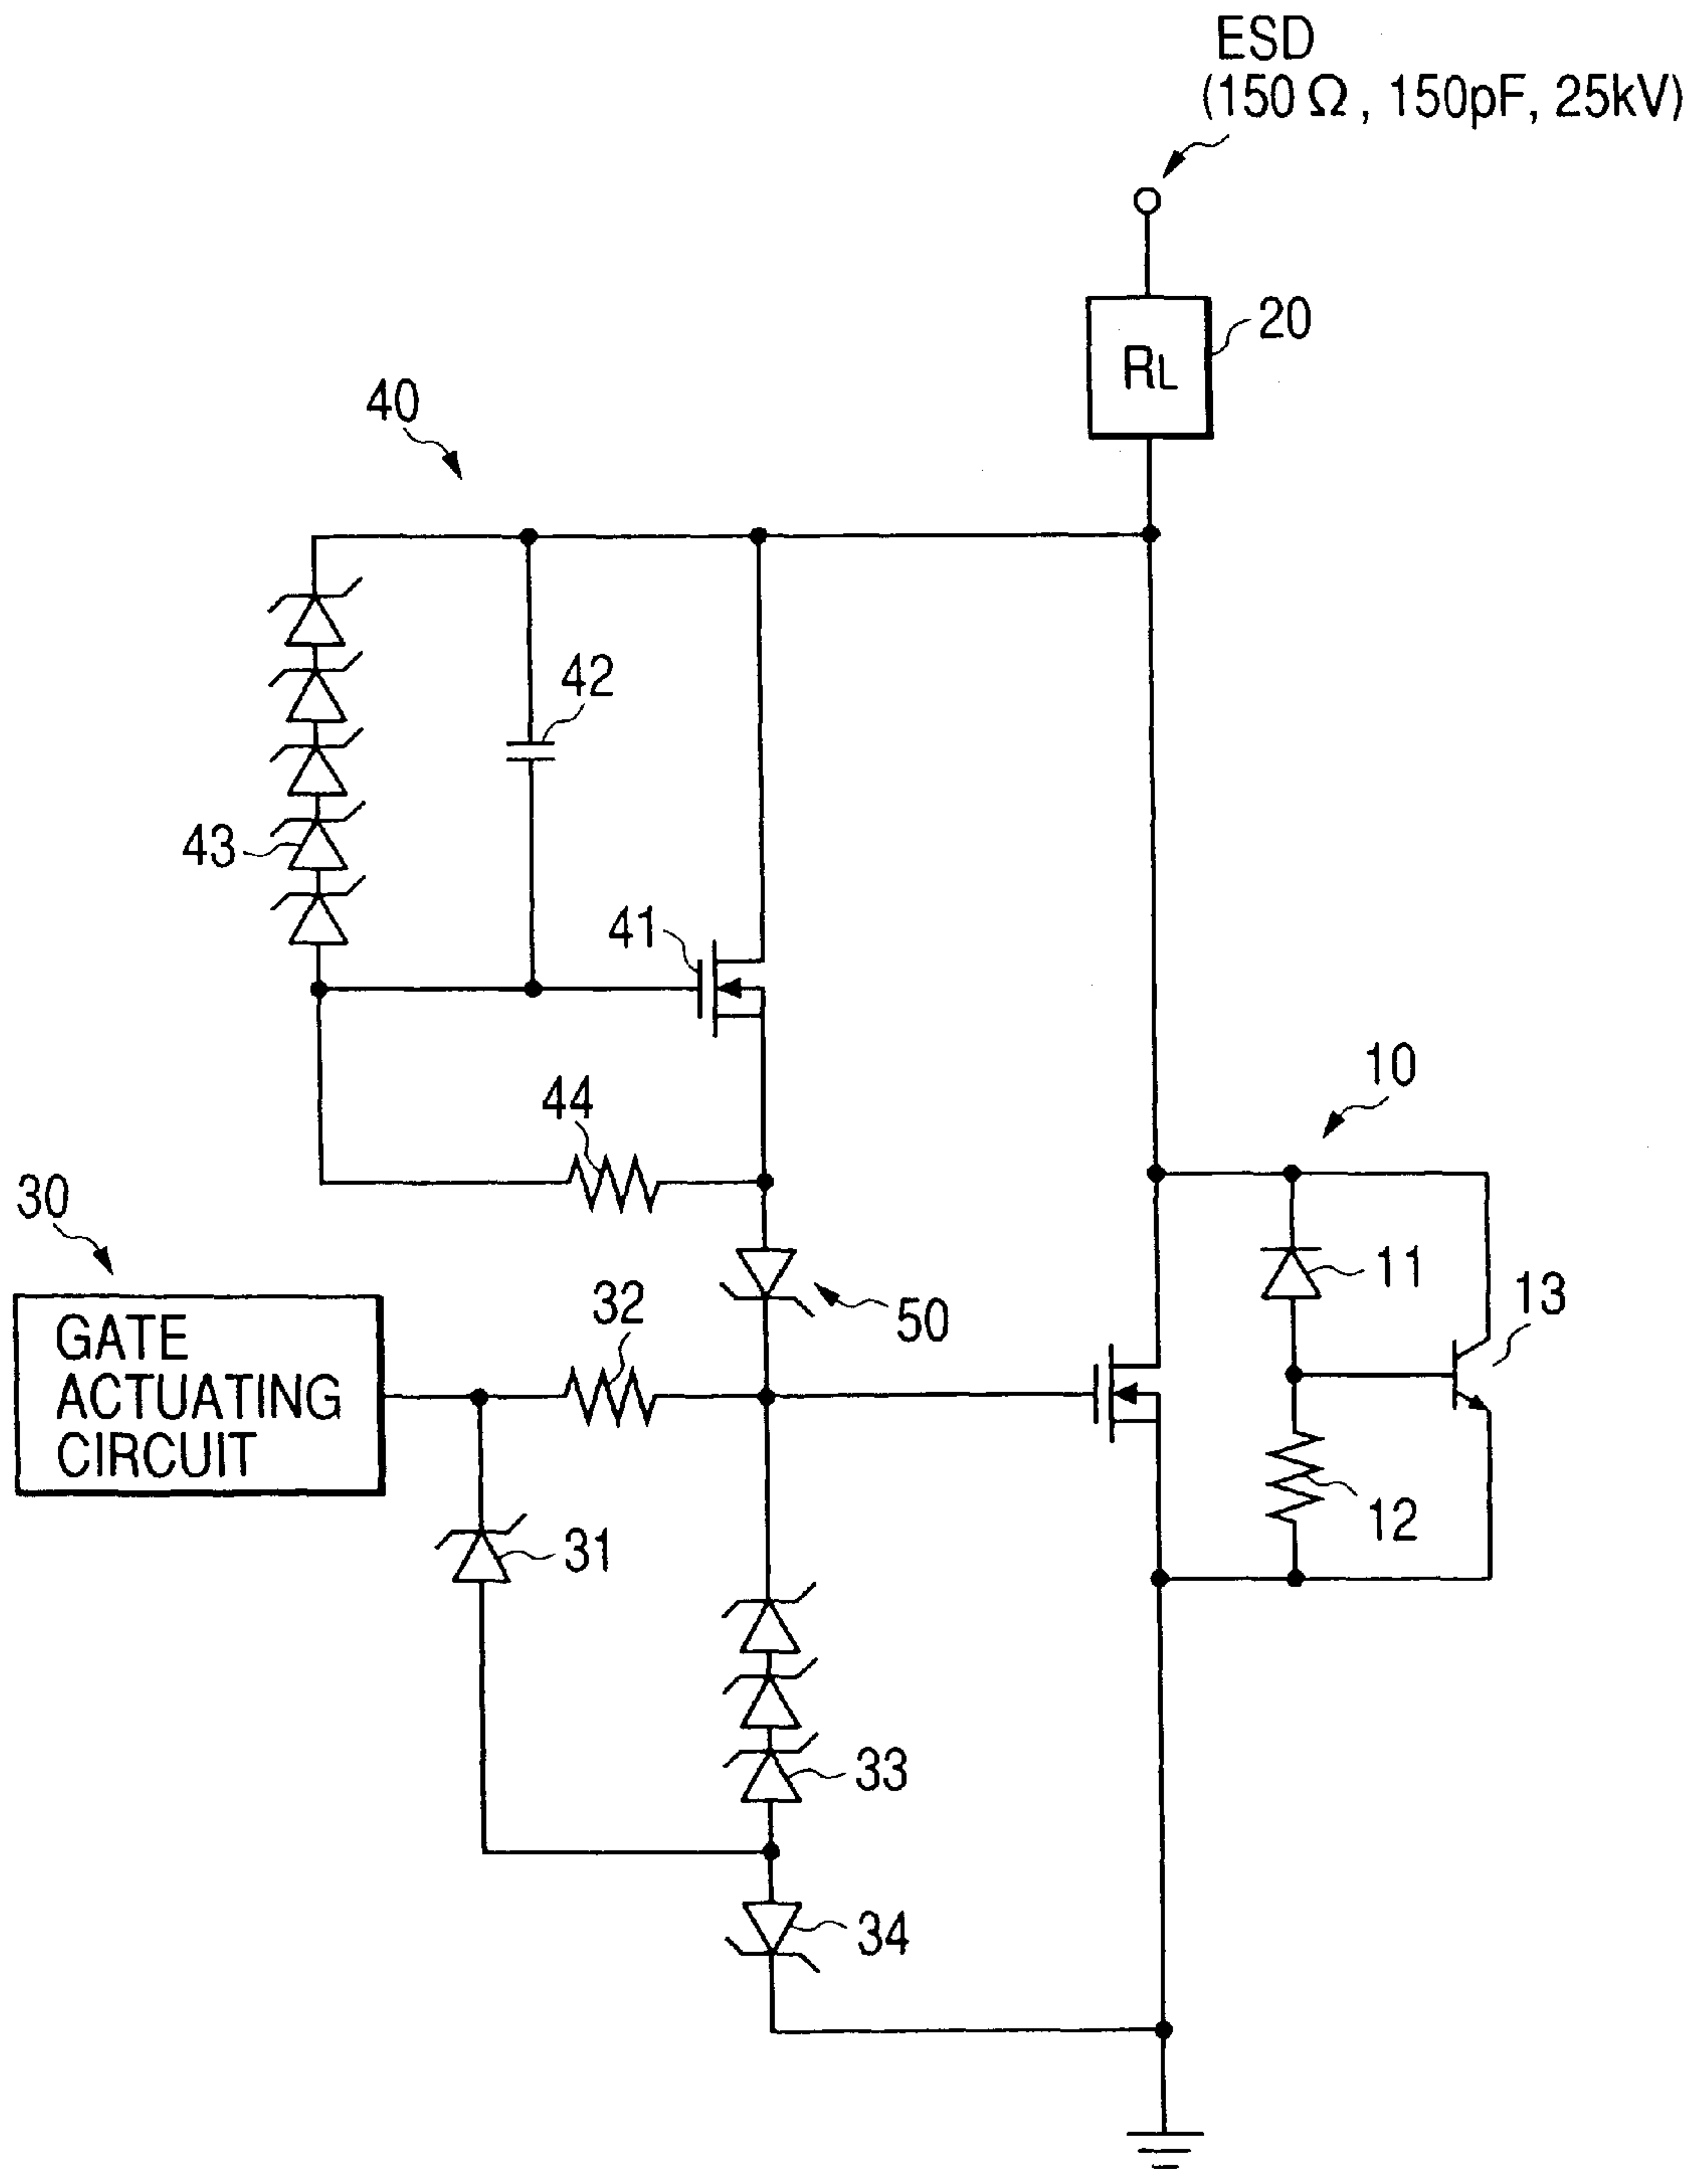 ESD
(150 Ω, 150pF, 25kV)
20
RL
40
42
43
41
10
44
30
11
32
50
13
GATE
ACTUATING
CIRCUIT
12
31
33
34